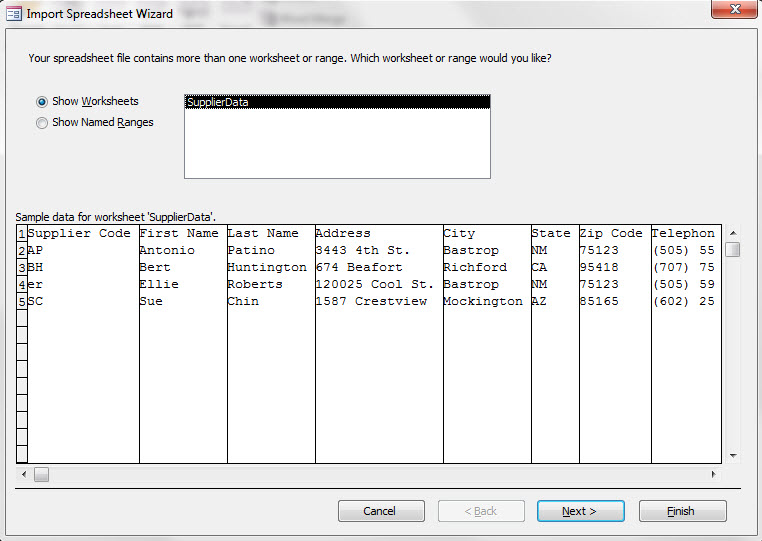 Import Spreadsheet Wizard
Your spreadsheet file contains more than one worksheet or range. Which worksheet or range would you like?
Show Worksheets
Show Named Ranges
SupplierData
Sample data for worksheet 'SupplierData'.
1 Supplier Code First Name Last Name Address City State Zip Code Telephon
2 AP Antonio Patino 3443 4th St. Bastrop NM 75123 (505) 55
3 BH Bert Huntington 674 Beafort Richford CA 95418 (707) 75
4 er Ellie Roberts 120025 Cool St. Bastrop NM 75123 (505) 59
5 SC Sue Chin 1587 Crestview Mockington AZ 85165 (602) 25
Cancel < Back Next > Finish